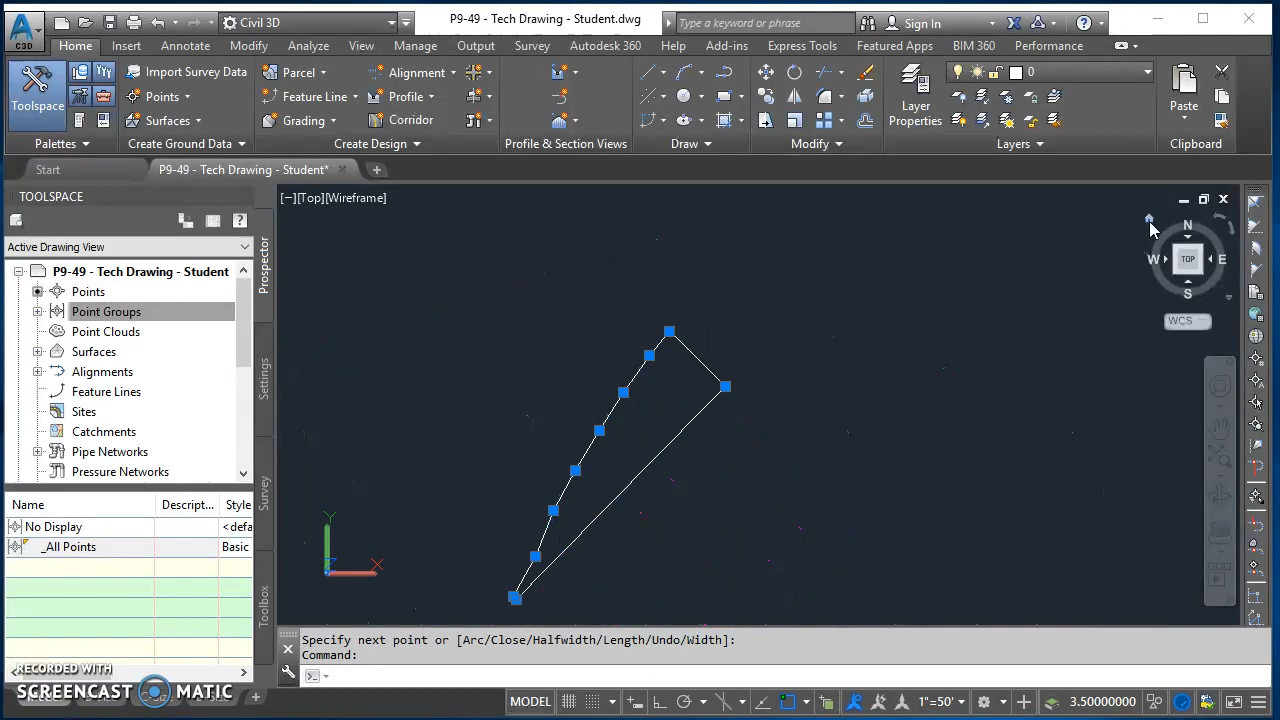 C3D
Civil 3D
P9-49 - Tech Drawing - Student.dwg
Type a keyword or phrase
Sign In
Home Insert Annotate Modify Analyze View Manage Output Survey Autodesk 360 Help Add-ins Express Tools Featured Apps BIM 360 Performance
Toolspace
Import Survey Data
Points
Surfaces
Parcel
Feature Line
Grading
Alignment
Profile
Corridor
Layer
Properties
0
Paste
Palettes Create Ground Data Create Design Profile & Section Views Draw Modify Layers Clipboard
Start P9-49 - Tech Drawing - Student*
TOOLSPACE
[−][Top][Wireframe]
Active Drawing View
P9-49 - Tech Drawing - Student
Points
Point Groups
Point Clouds
Surfaces
Alignments
Feature Lines
Sites
Catchments
Pipe Networks
Pressure Networks
Prospector
Settings
Survey
Toolbox
N
W TOP E
S
WCS
Name Descript... Style
No Display <defa
_All Points Basic
Y
X
Specify next point or [Arc/Close/Halfwidth/Length/Undo/Width]:
Command:
RECORDED WITH
SCREENCAST MATIC
MODEL 1"=50' 3.50000000